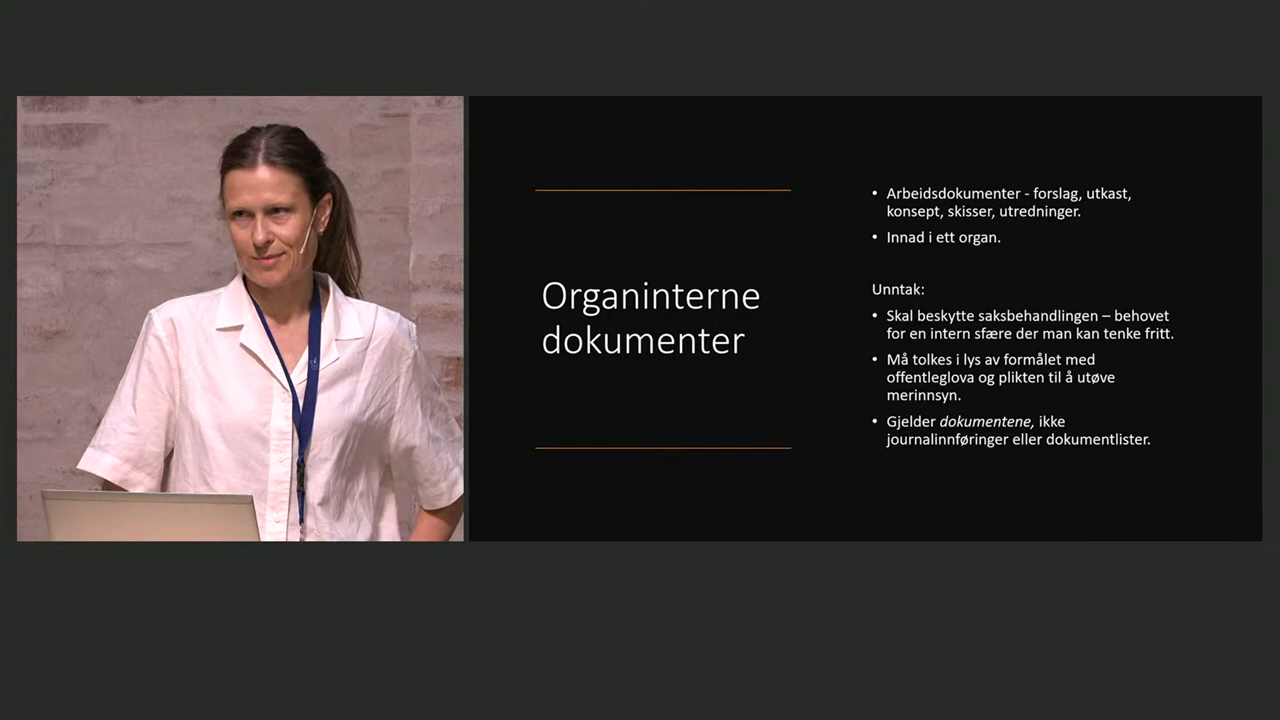 Organinterne
dokumenter
• Arbeidsdokumenter - forslag, utkast,
konsept, skisser, utredninger.
• Innad i ett organ.
Unntak:
• Skal beskytte saksbehandlingen – behovet
for en intern sfære der man kan tenke fritt.
• Må tolkes i lys av formålet med
offentleglova og plikten til å utøve
merinnsyn.
• Gjelder dokumentene, ikke
journalinnføringer eller dokumentlister.